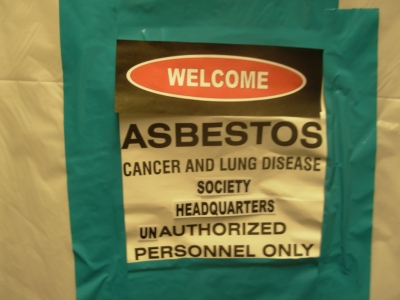 WELCOME
ASBESTOS
CANCER AND LUNG DISEASE
SOCIETY
HEADQUARTERS
UNAUTHORIZED
PERSONNEL ONLY